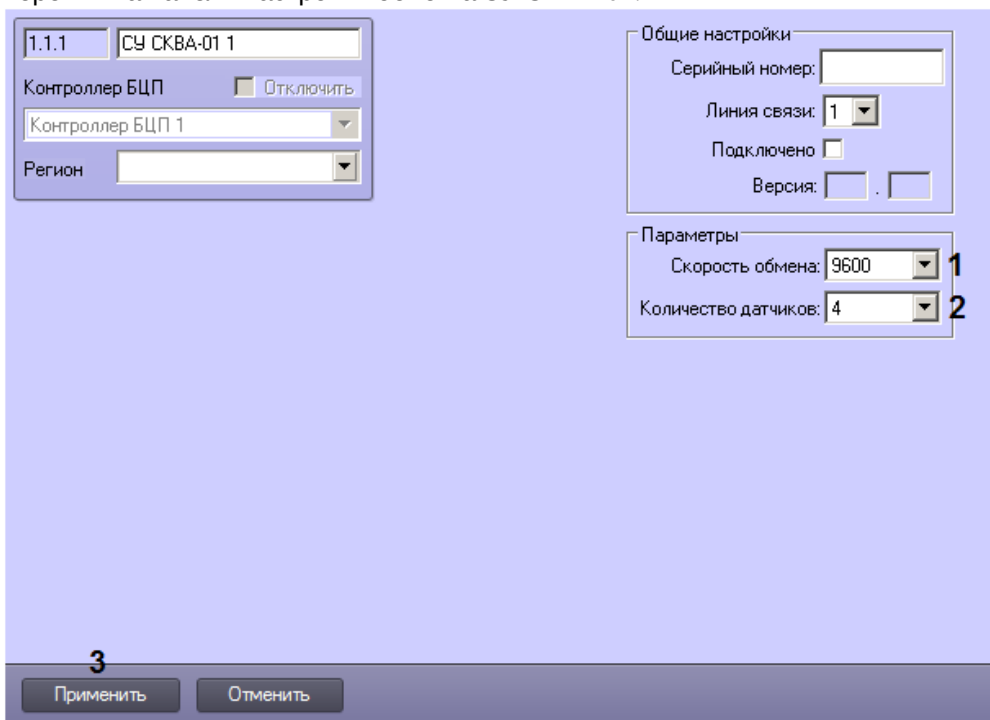 1.1.1 СУ СКВА-01 1
Контроллер БЦП Отключить
Контроллер БЦП 1
Регион
Общие настройки
Серийный номер:
Линия связи: 1
Подключено
Версия: .
Параметры
Скорость обмена: 9600 1
Количество датчиков: 4 2
3
Применить Отменить